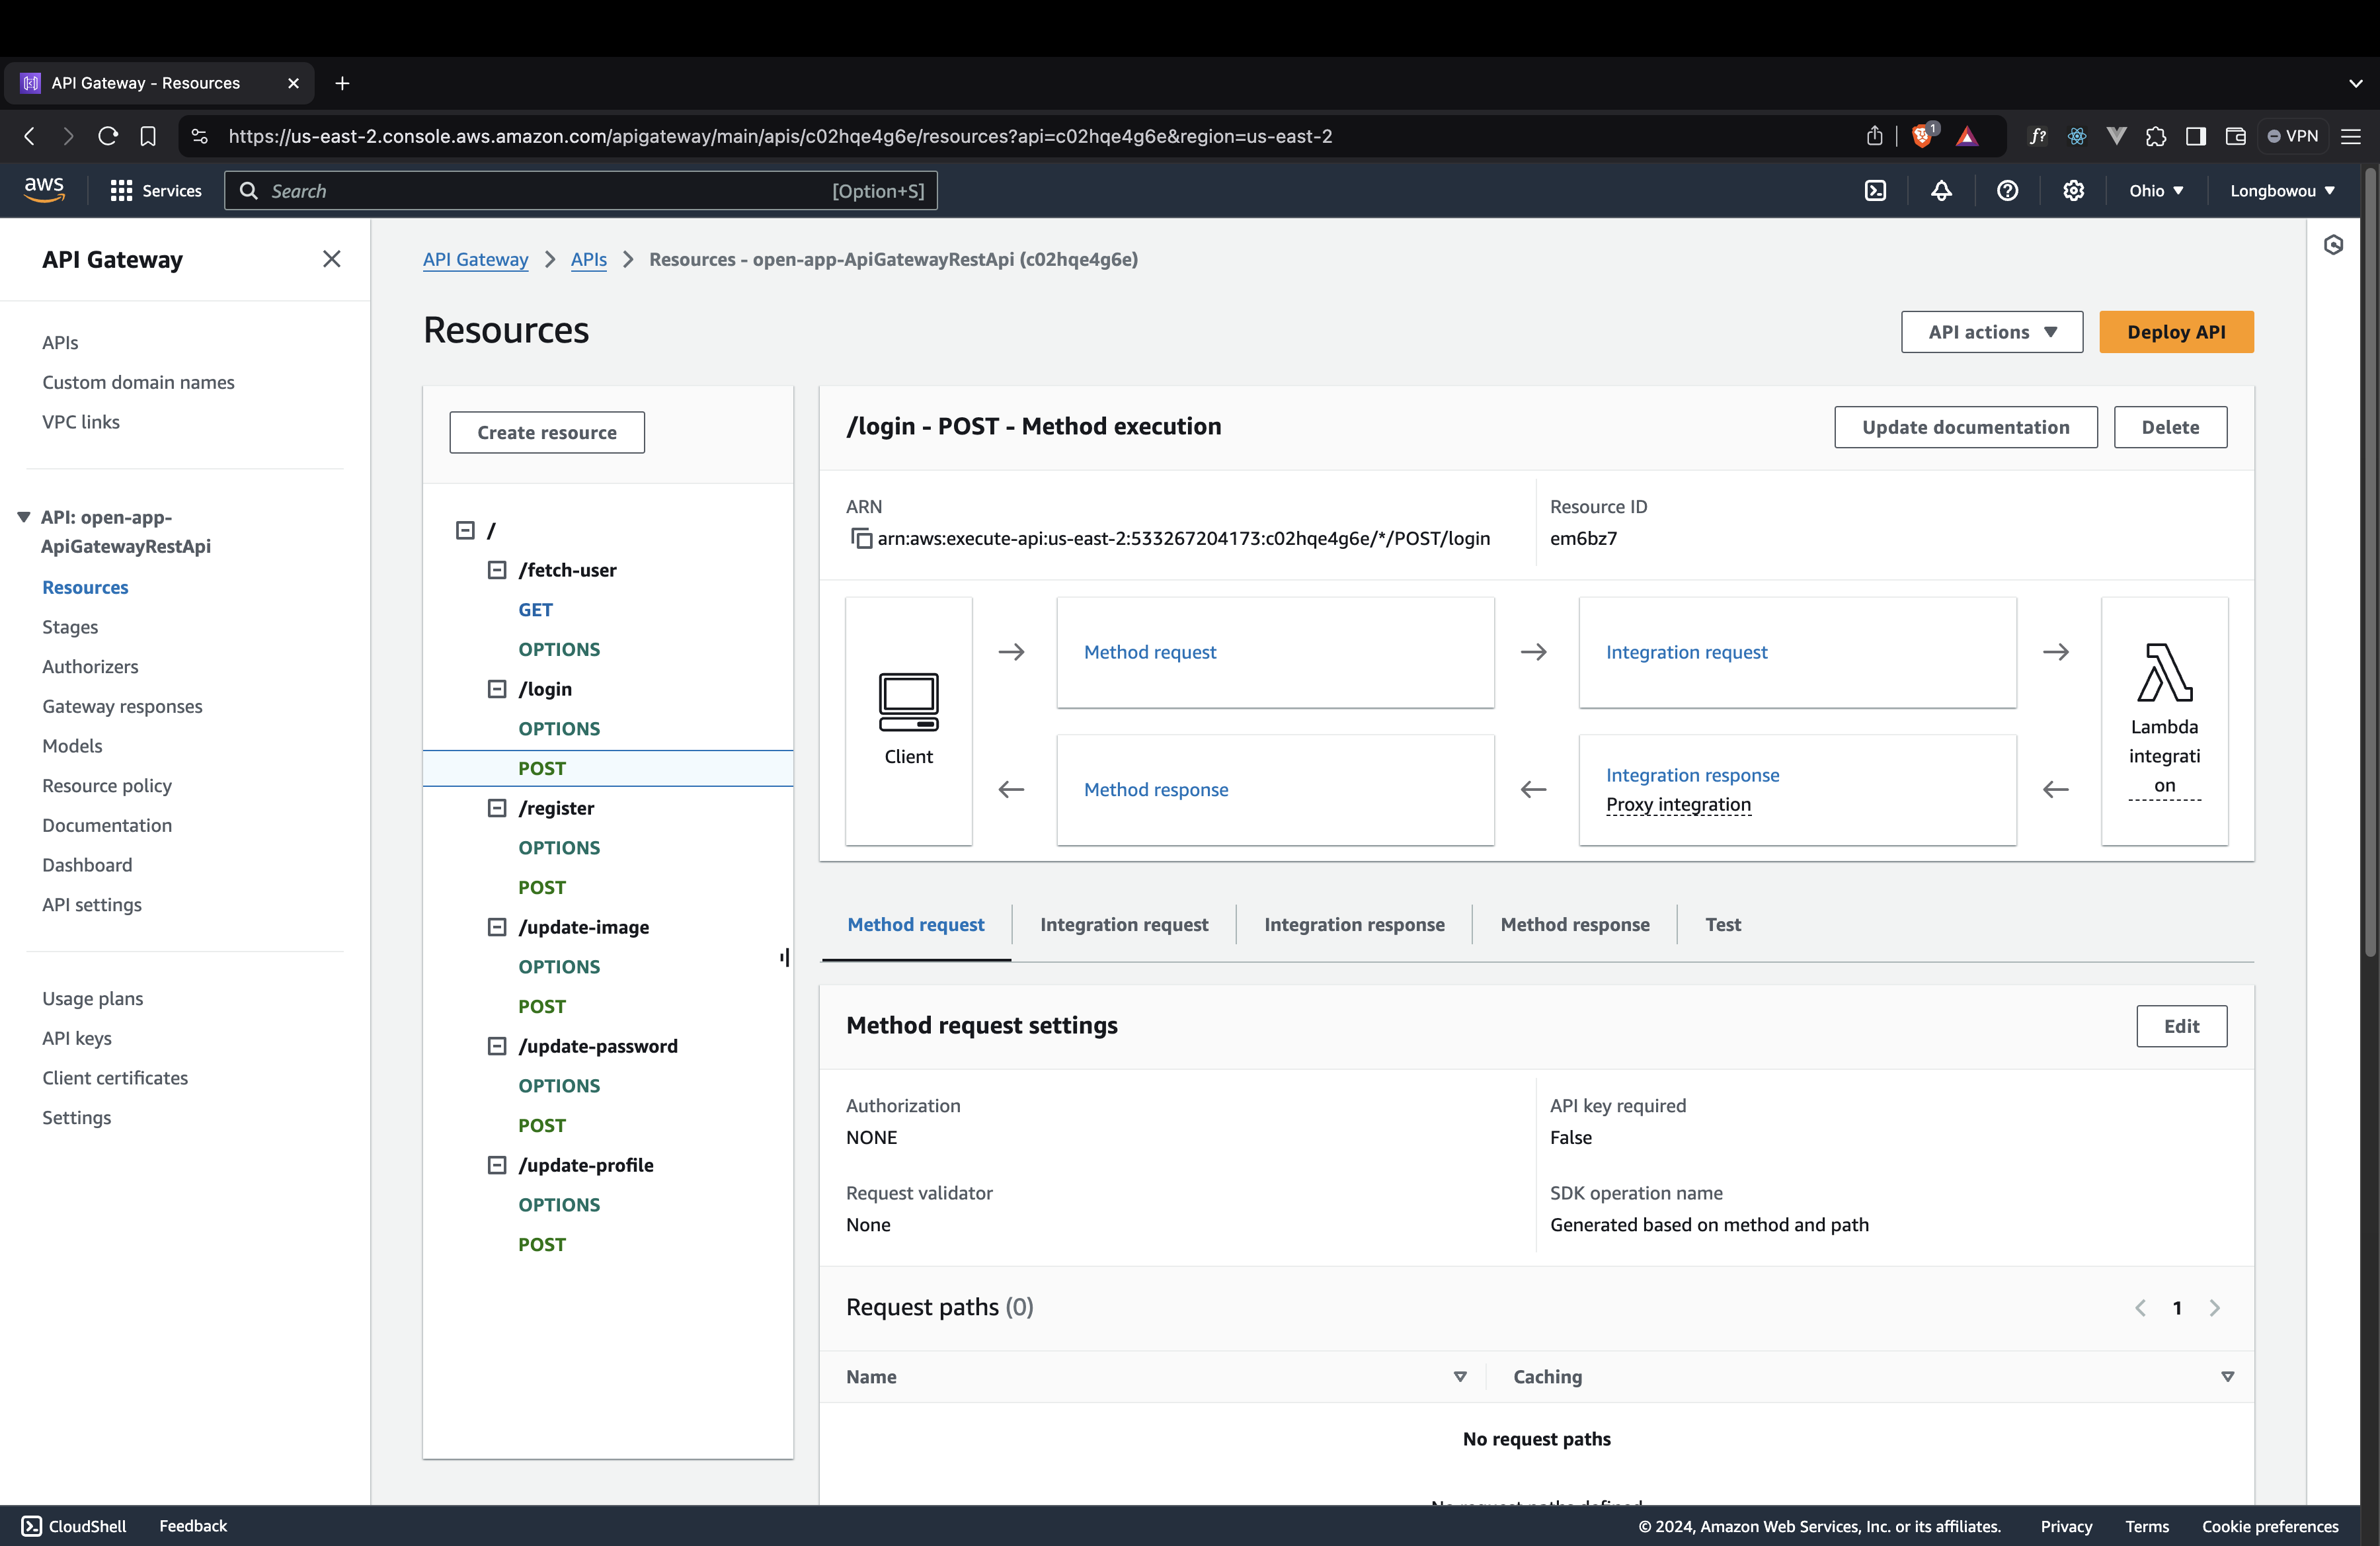 API Gateway - Resources
https://us-east-2.console.aws.amazon.com/apigateway/main/apis/c02hqe4g6e/resources?api=c02hqe4g6e&region=us-east-2
1
f?
VPN
aws
Services
Search
[Option+S]
Ohio
Longbowou
API Gateway
APIs
Custom domain names
VPC links
API: open-app-
ApiGatewayRestApi
Resources
Stages
Authorizers
Gateway responses
Models
Resource policy
Documentation
Dashboard
API settings
Usage plans
API keys
Client certificates
Settings
API Gateway > APIs > Resources - open-app-ApiGatewayRestApi (c02hqe4g6e)
Resources
API actions
Deploy API
Create resource
/
/fetch-user
GET
OPTIONS
/login
OPTIONS
POST
/register
OPTIONS
POST
/update-image
OPTIONS
POST
/update-password
OPTIONS
POST
/update-profile
OPTIONS
POST
/login - POST - Method execution
Update documentation
Delete
ARN
arn:aws:execute-api:us-east-2:533267204173:c02hqe4g6e/*/POST/login
Resource ID
em6bz7
Client
Method request
Integration request
Method response
Integration response
Proxy integration
Lambda
integrati
on
Method request
Integration request
Integration response
Method response
Test
Method request settings
Edit
Authorization
NONE
API key required
False
Request validator
None
SDK operation name
Generated based on method and path
Request paths (0)
1
Name
Caching
No request paths
No request paths defined
CloudShell
Feedback
© 2024, Amazon Web Services, Inc. or its affiliates.
Privacy
Terms
Cookie preferences